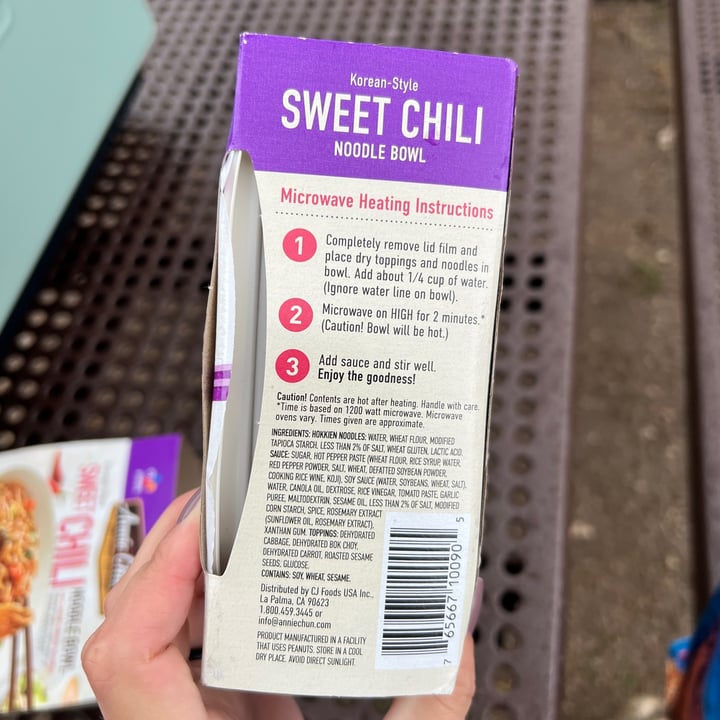 Korean-Style
SWEET CHILI
NOODLE BOWL
Microwave Heating Instructions
1 Completely remove lid film and
place dry toppings and noodles in
bowl. Add about 1/4 cup of water.
(Ignore water line on bowl).
2 Microwave on HIGH for 2 minutes.*
(Caution! Bowl will be hot.)
3 Add sauce and stir well.
Enjoy the goodness!
Caution! Contents are hot after heating. Handle with care.
*Time is based on 1200 watt microwave. Microwave
ovens vary. Times given are approximate.
INGREDIENTS: HOKKIEN NOODLES: WATER, WHEAT FLOUR, MODIFIED
TAPIOCA STARCH, LESS THAN 2% OF SALT, WHEAT GLUTEN, LACTIC ACID.
SAUCE: SUGAR, HOT PEPPER PASTE (WHEAT FLOUR, RICE SYRUP, WATER,
RED PEPPER POWDER, SALT, WHEAT, DEFATTED SOYBEAN POWDER,
COOKING RICE WINE, KOJI), SOY SAUCE (WATER, SOYBEANS, WHEAT, SALT),
WATER, CANOLA OIL, DEXTROSE, RICE VINEGAR, TOMATO PASTE, GARLIC
PUREE, MALTODEXTRIN, SESAME OIL, LESS THAN 2% OF SALT, MODIFIED
CORN STARCH, SPICE, ROSEMARY EXTRACT
(SUNFLOWER OIL, ROSEMARY EXTRACT),
XANTHAN GUM. TOPPINGS: DEHYDRATED
CABBAGE, DEHYDRATED BOK CHOY,
DEHYDRATED CARROT, ROASTED SESAME
SEEDS, GLUCOSE.
CONTAINS: SOY, WHEAT, SESAME.
Distributed by CJ Foods USA Inc.,
La Palma, CA 90623
1.800.459.3445 or
info@anniechun.com
PRODUCT MANUFACTURED IN A FACILITY
THAT USES PEANUTS. STORE IN A COOL
DRY PLACE. AVOID DIRECT SUNLIGHT.
7 65667 10090 5
SWEET CHILI
NOODLE BOWL